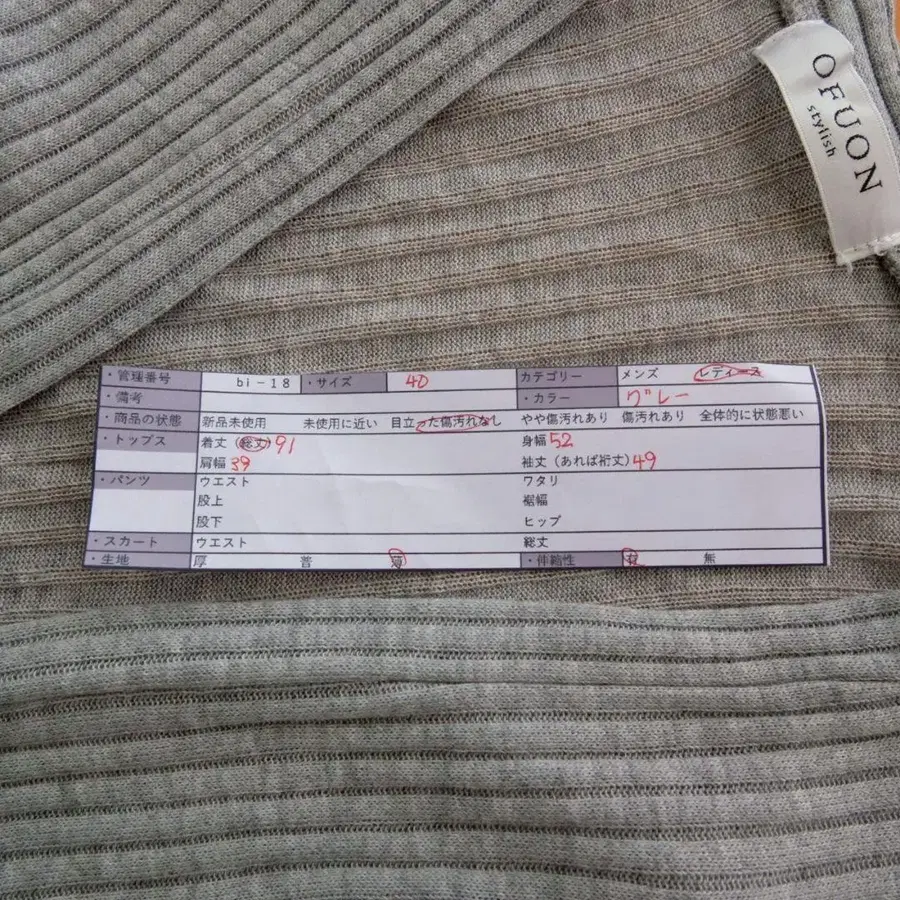 OFUON
stylish
・管理番号 bi-18 ・サイズ 40 カテゴリー メンズ レディース
・備考 ・カラー グレー
・商品の状態 新品未使用 未使用に近い 目立った傷汚れなし やや傷汚れあり 傷汚れあり 全体的に状態悪い
・トップス 着丈(総丈)91 身幅52
肩幅39 袖丈(あれば裄丈)49
・パンツ ウエスト ワタリ
股上 裾幅
股下 ヒップ
・スカート ウエスト 総丈
・生地 厚 普 薄 ・伸縮性 有 無